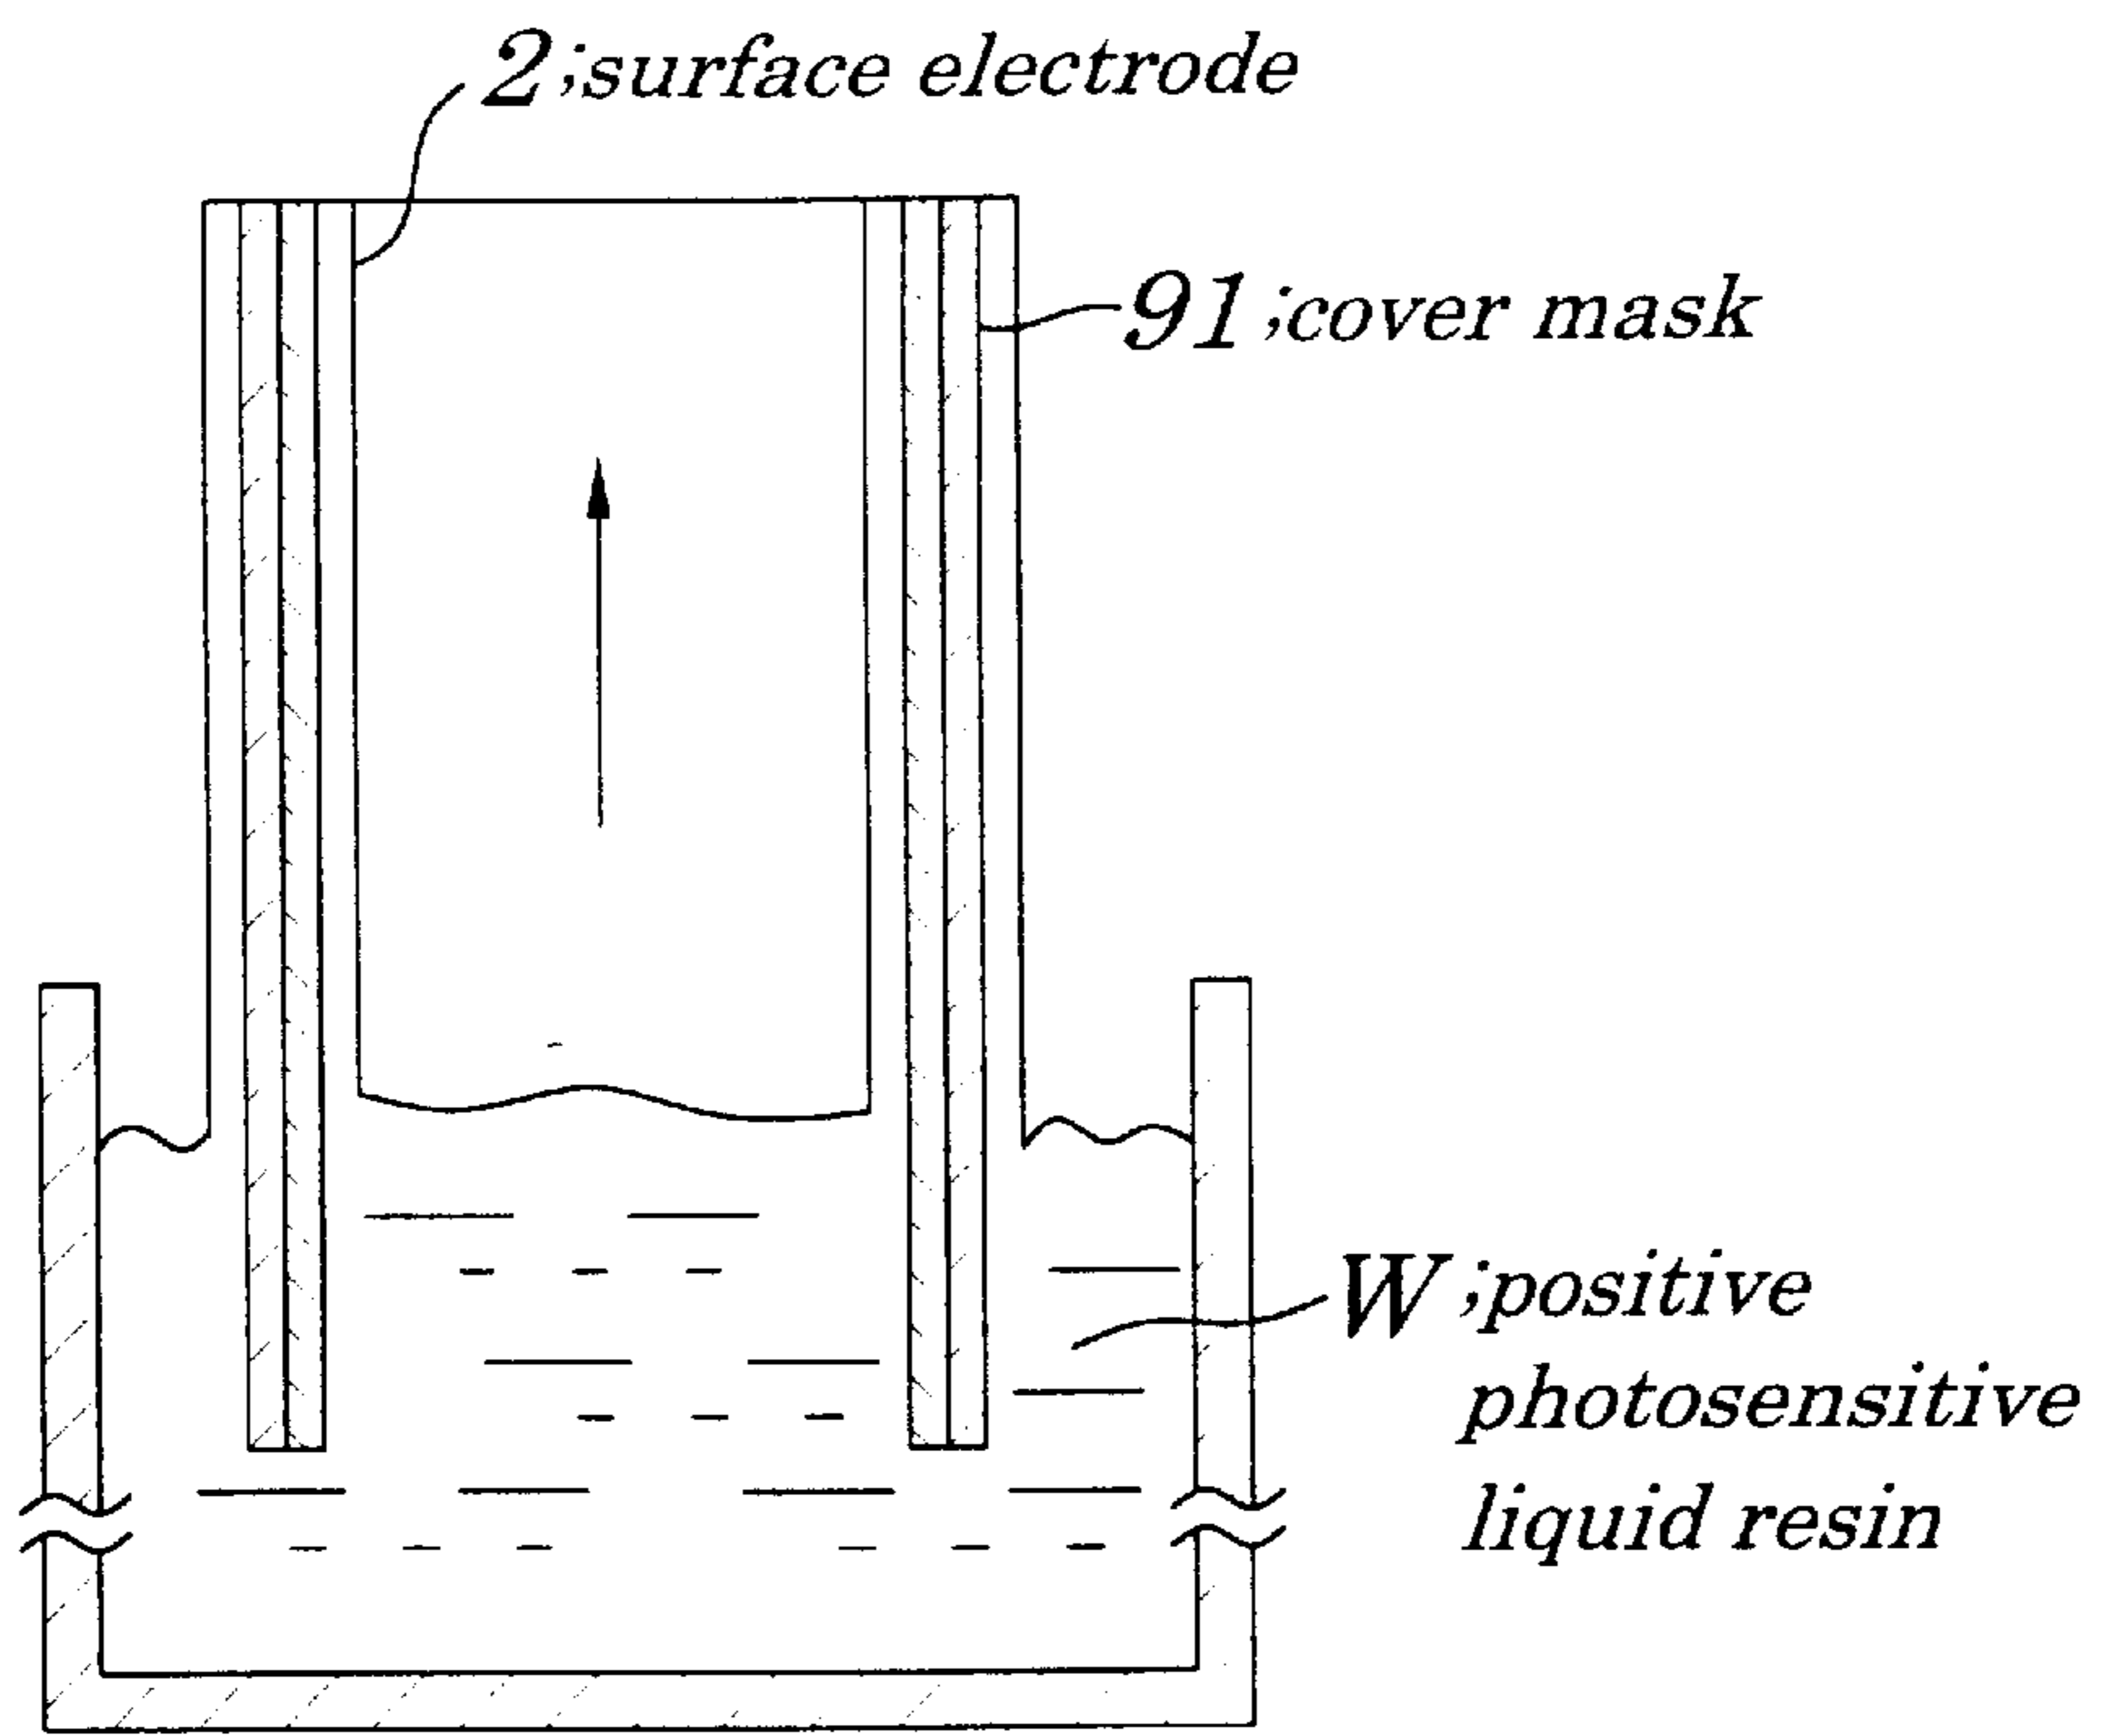 2;surface electrode
91;cover mask
W;positive
photosensitive
liquid resin